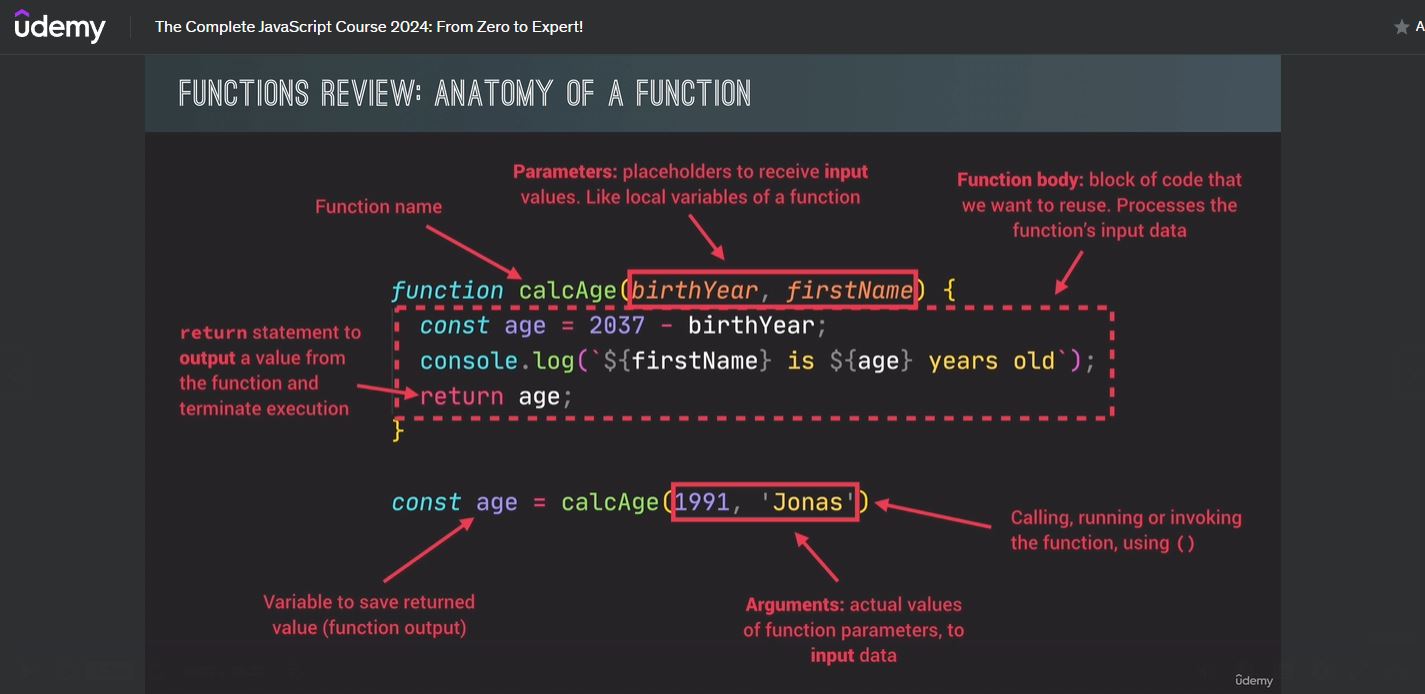 ûdemy
The Complete JavaScript Course 2024: From Zero to Expert!
A
FUNCTIONS REVIEW: ANATOMY OF A FUNCTION
Parameters: placeholders to receive input
values. Like local variables of a function
Function name
Function body: block of code that
we want to reuse. Processes the
function’s input data
function calcAge(birthYear, firstName) {
const age = 2037 - birthYear;
console.log(`${firstName} is ${age} years old`);
return age;
}
return statement to
output a value from
the function and
terminate execution
const age = calcAge(1991, 'Jonas')
Calling, running or invoking
the function, using ()
Variable to save returned
value (function output)
Arguments: actual values
of function parameters, to
input data
ûdemy